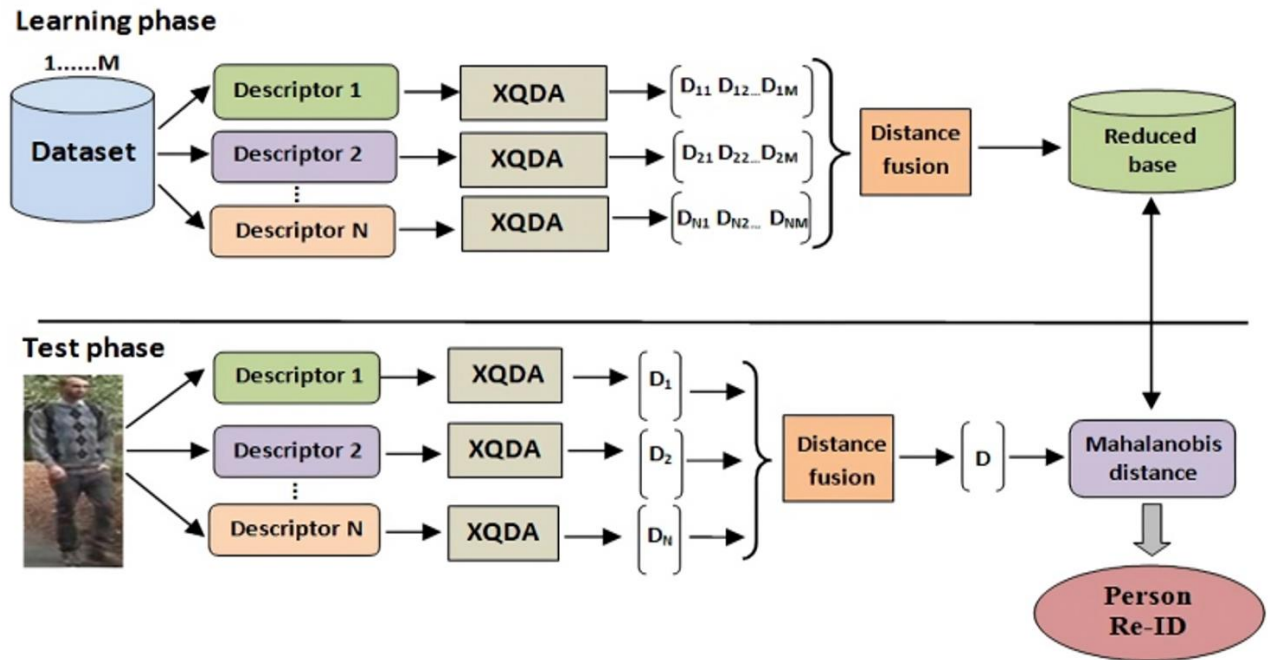 Learning phase
1......M
Dataset
Descriptor 1
XQDA
D11 D12...D1M
Descriptor 2
XQDA
D21 D22...D2M
Descriptor N
XQDA
DN1 DN2... DNM
Distance
fusion
Reduced
base
Test phase
Descriptor 1
XQDA
D1
Descriptor 2
XQDA
D2
Descriptor N
XQDA
DN
Distance
fusion
D
Mahalanobis
distance
Person
Re-ID